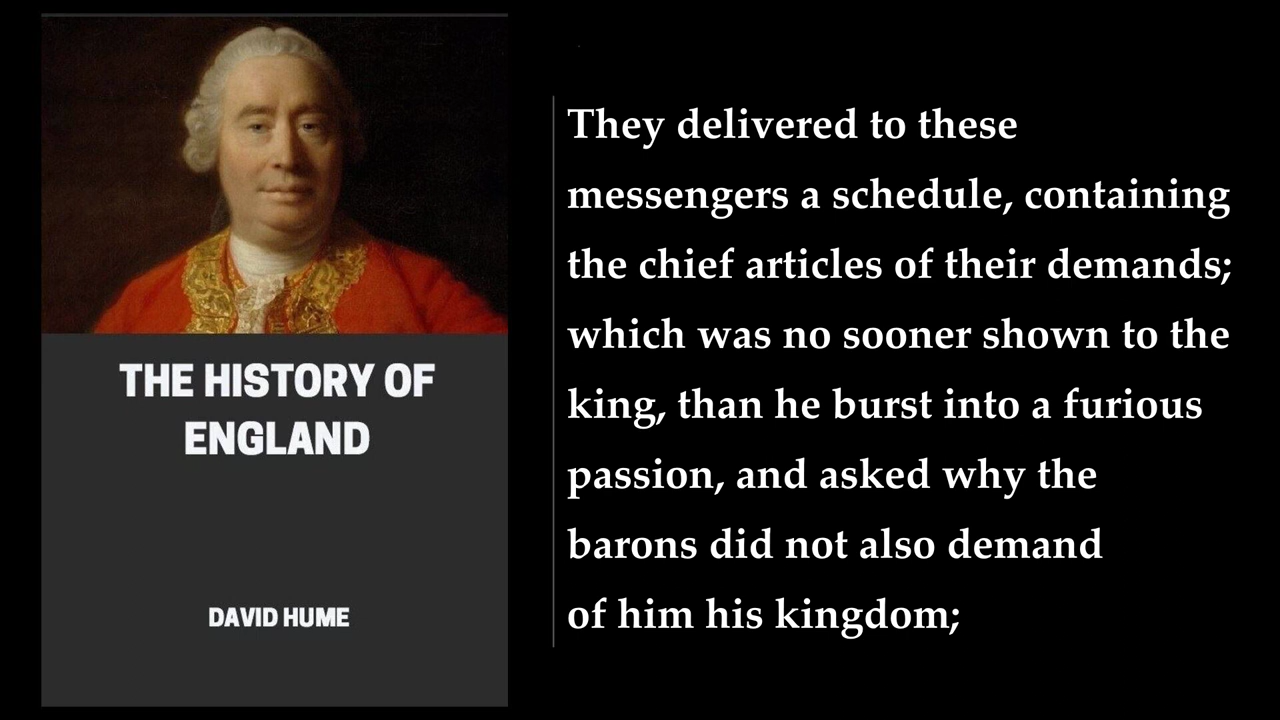 THE HISTORY OF
ENGLAND
DAVID HUME
They delivered to these
messengers a schedule, containing
the chief articles of their demands;
which was no sooner shown to the
king, than he burst into a furious
passion, and asked why the
barons did not also demand
of him his kingdom;